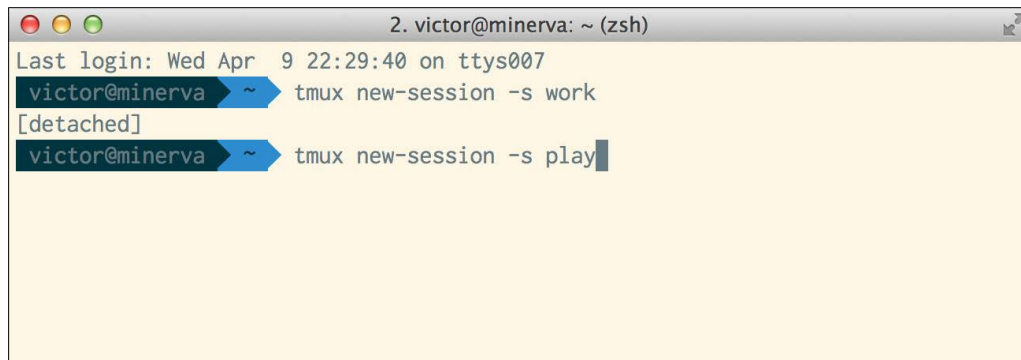 2. victor@minerva: ~ (zsh)
Last login: Wed Apr  9 22:29:40 on ttys007
victor@minerva ~ tmux new-session -s work
[detached]
victor@minerva ~ tmux new-session -s play